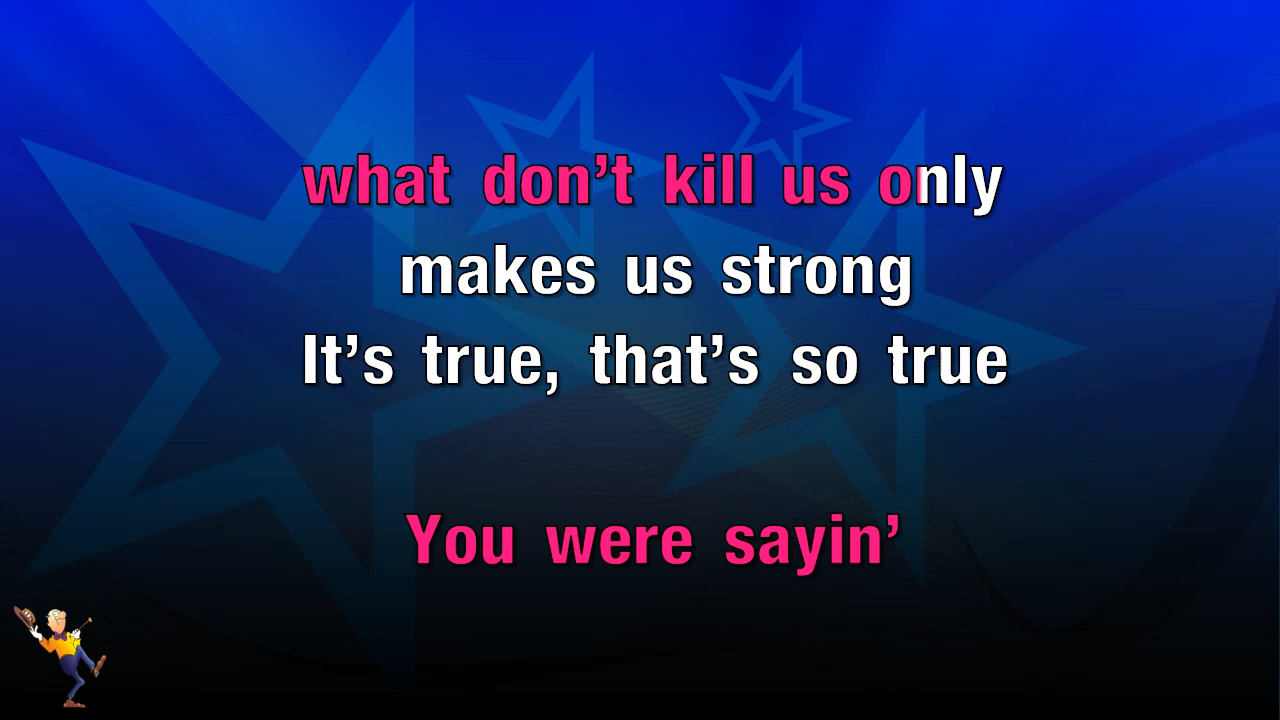 what don’t kill us only
makes us strong
It’s true, that’s so true
You were sayin’